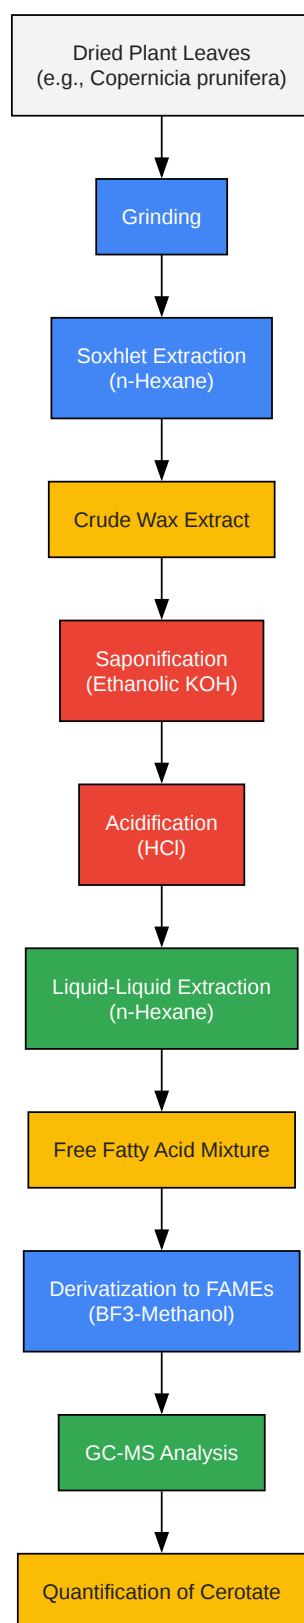 Dried Plant Leaves
(e.g., Copernicia prunifera)
Grinding
Soxhlet Extraction
(n-Hexane)
Crude Wax Extract
Saponification
(Ethanolic KOH)
Acidification
(HCl)
Liquid-Liquid Extraction
(n-Hexane)
Free Fatty Acid Mixture
Derivatization to FAMEs
(BF3-Methanol)
GC-MS Analysis
Quantification of Cerotate